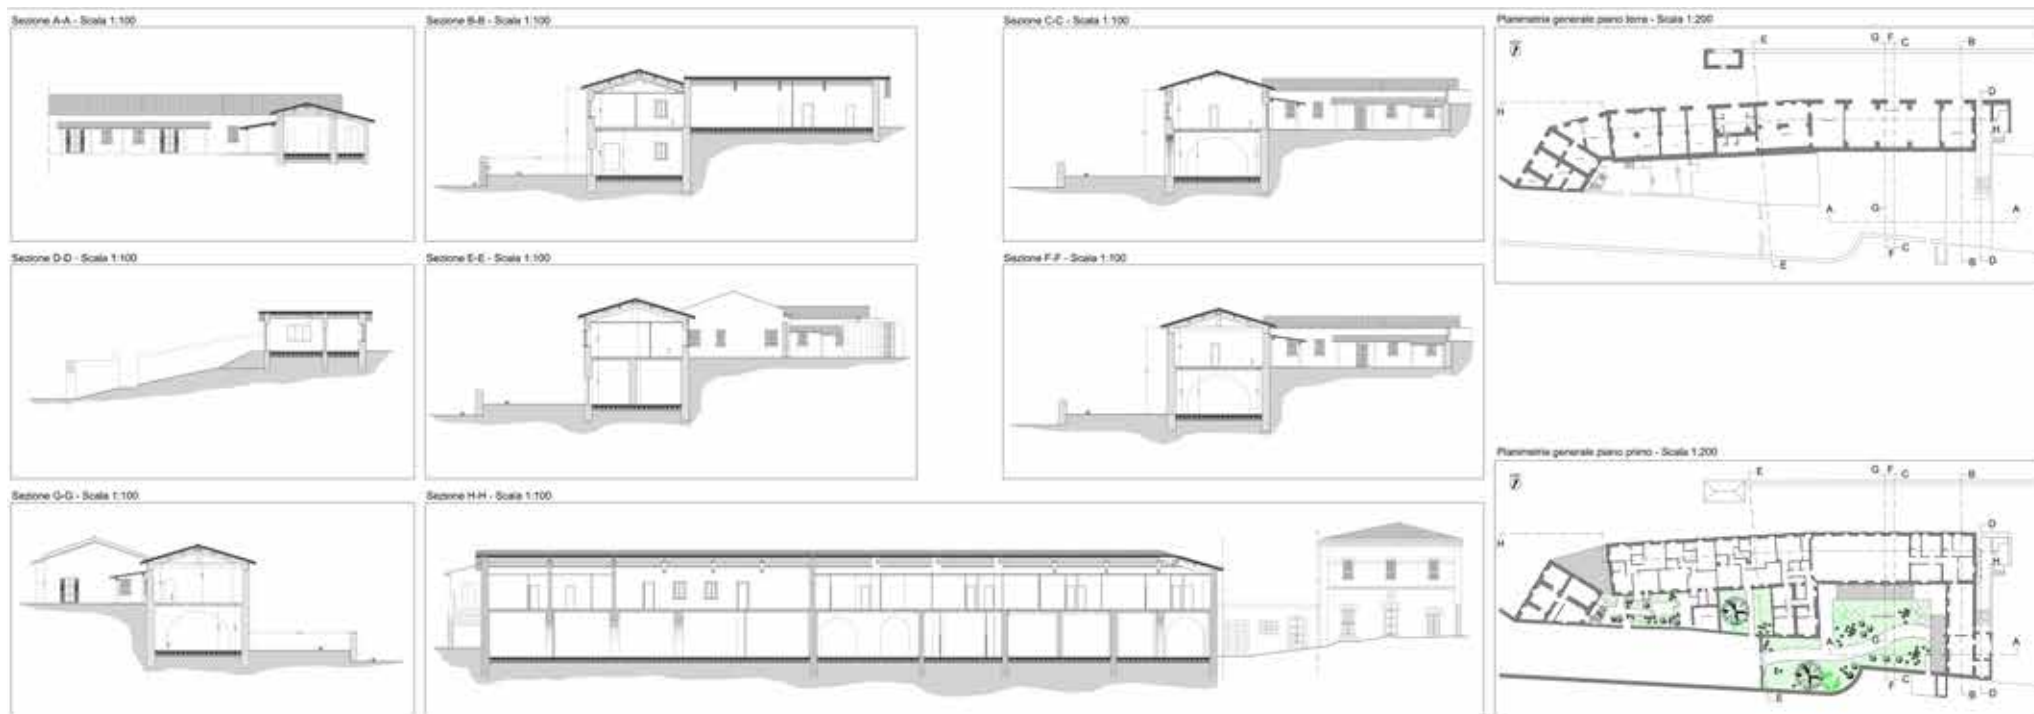 Sezione A-A - Scala 1:100
Sezione B-B - Scala 1:100
Sezione C-C - Scala 1:100
Planimetria generale piano terra - Scala 1:200
E
G F C
B
D
H
H
A
G
A
C
F
E
B
D
Sezione D-D - Scala 1:100
Sezione E-E - Scala 1:100
Sezione F-F - Scala 1:100
Planimetria generale piano primo - Scala 1:200
E
G F C
B
D
H
H
A
G
A
C
F
E
B
D
Sezione G-G - Scala 1:100
Sezione H-H - Scala 1:100